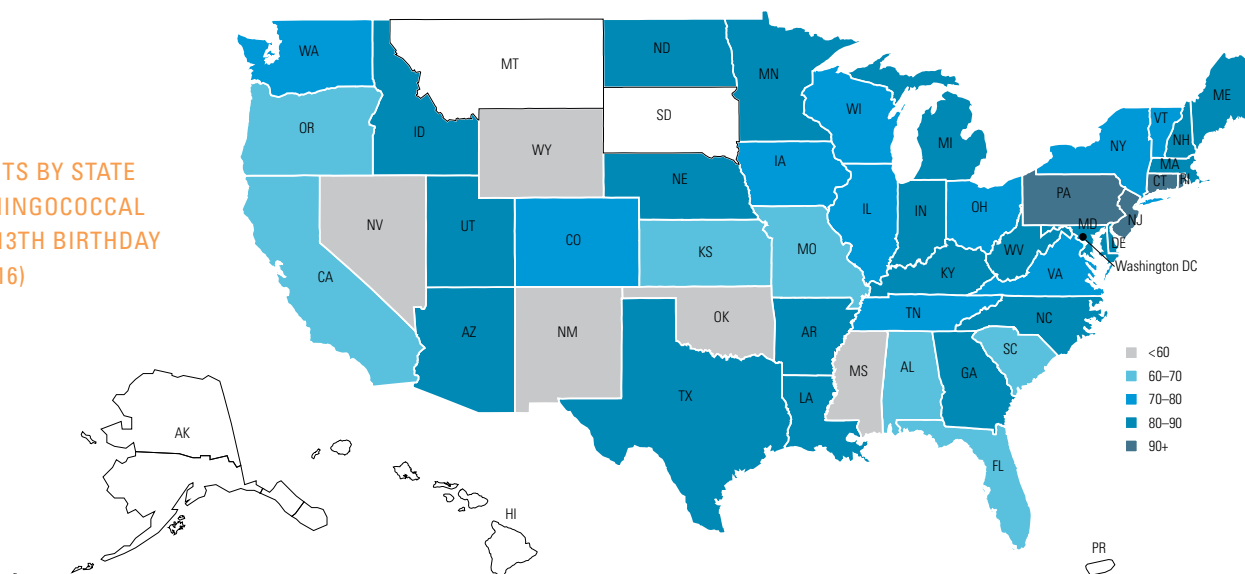 TS BY STATE
INGOCOCCAL
13TH BIRTHDAY
16)
WA
MT
ND
MN
OR
ID
SD
WI
MI
ME
VT
NH
NY
MA
CT
RI
WY
IA
NE
PA
NJ
NV
UT
CO
IL
IN
OH
MD
DE
Washington DC
CA
KS
MO
KY
WV
VA
AZ
NM
OK
AR
TN
NC
SC
TX
LA
MS
AL
GA
FL
<60
60–70
70–80
80–90
90+
AK
HI
PR